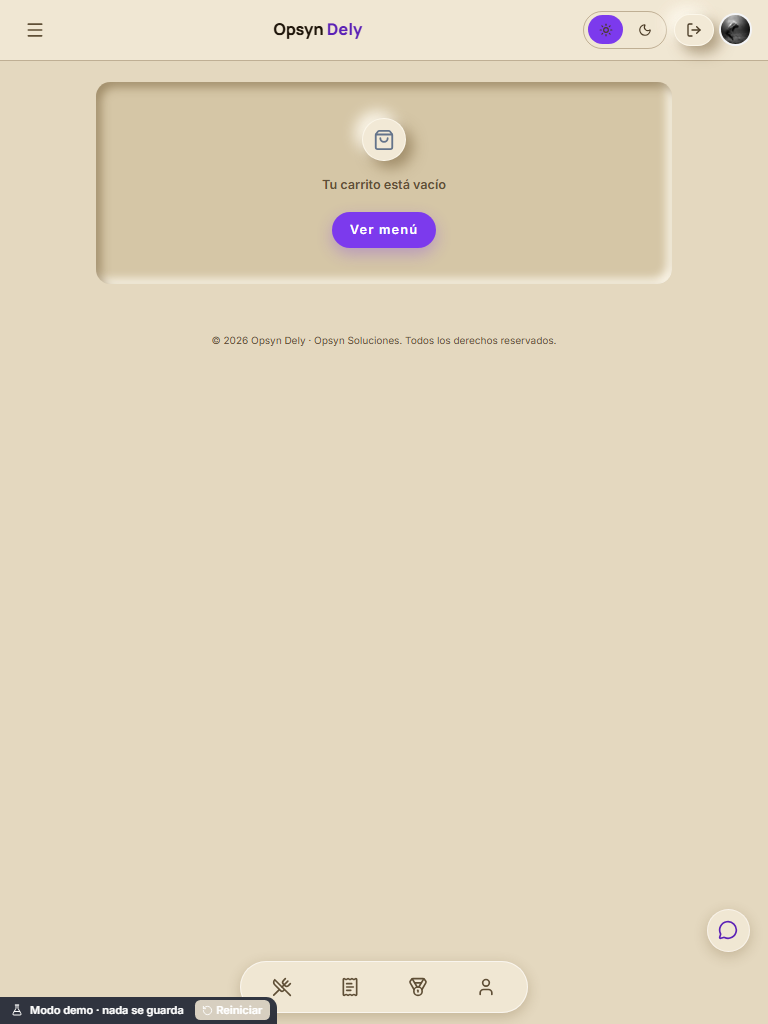 Opsyn Dely
Tu carrito está vacío
Ver menú
© 2026 Opsyn Dely · Opsyn Soluciones. Todos los derechos reservados.
Modo demo · nada se guarda
Reiniciar